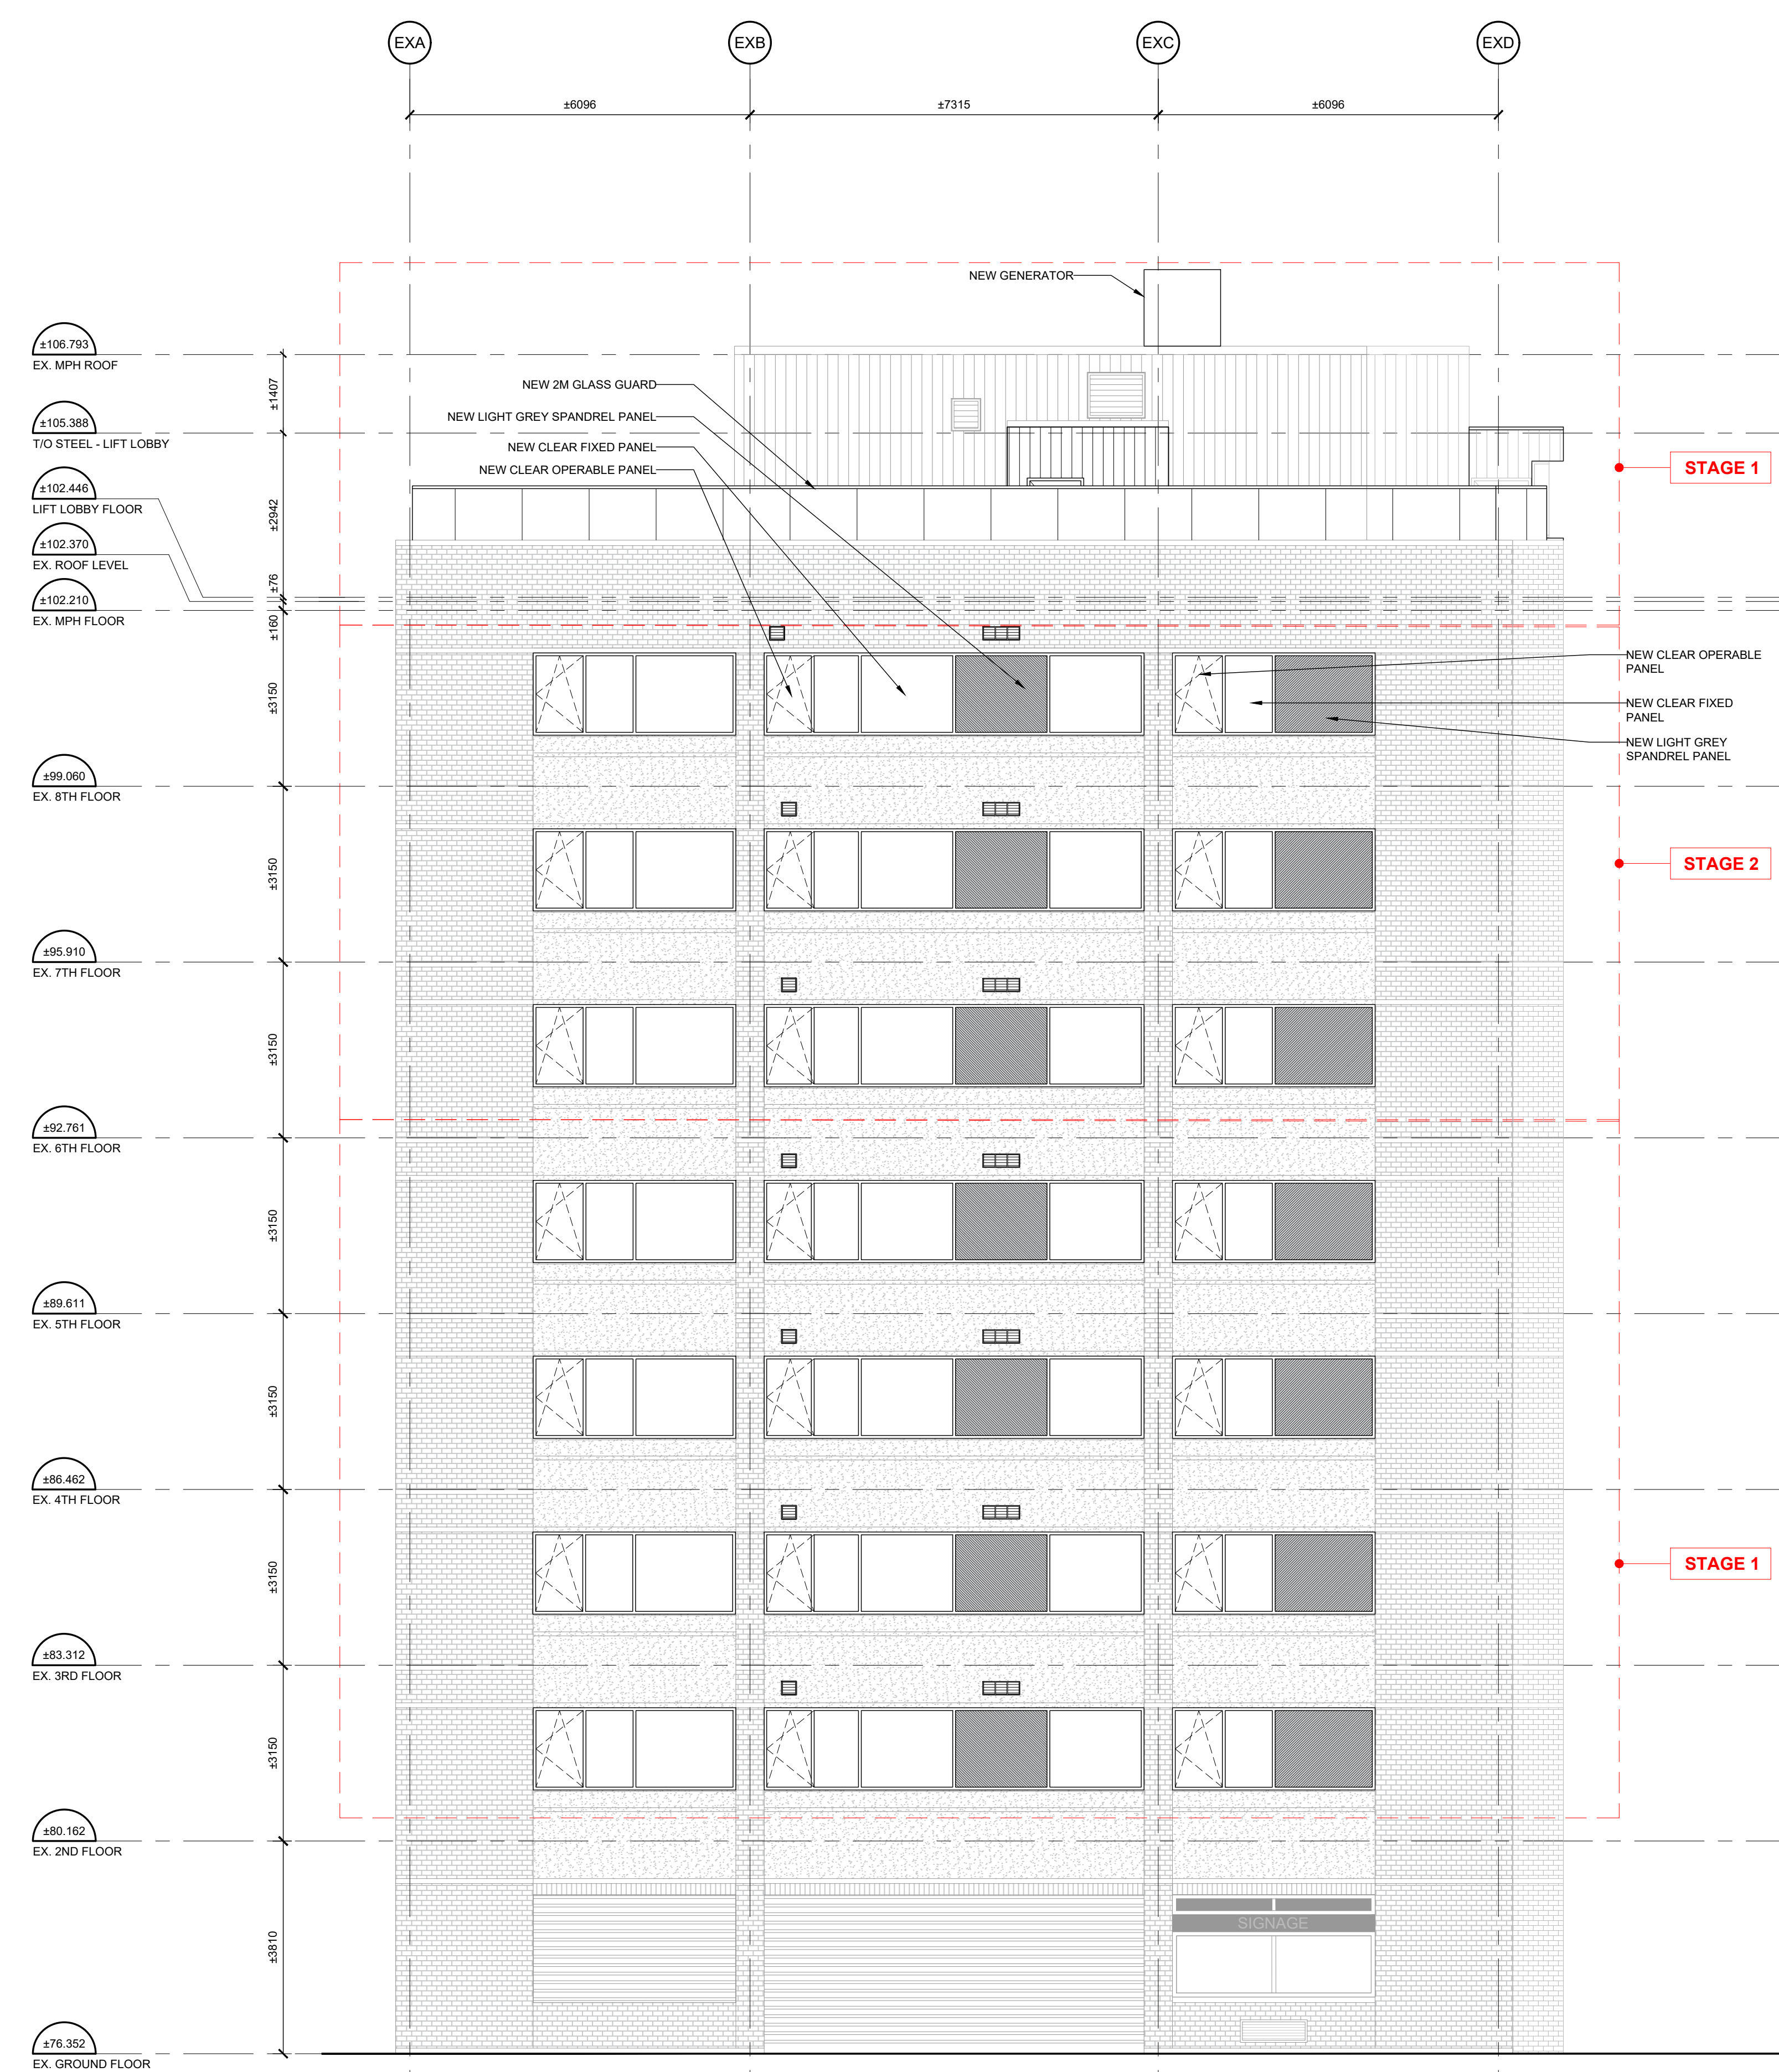 EXA
EXB
EXC
EXD
±6096
±7315
±6096
NEW GENERATOR
±106.793
EX. MPH ROOF
±1407
NEW 2M GLASS GUARD
NEW LIGHT GREY SPANDREL PANEL
NEW CLEAR FIXED PANEL
NEW CLEAR OPERABLE PANEL
±105.388
T/O STEEL - LIFT LOBBY
STAGE 1
±102.446
LIFT LOBBY FLOOR
±2942
±102.370
EX. ROOF LEVEL
±76
±102.210
EX. MPH FLOOR
±160
NEW CLEAR OPERABLE
PANEL
NEW CLEAR FIXED
PANEL
NEW LIGHT GREY
SPANDREL PANEL
±3150
±99.060
EX. 8TH FLOOR
±3150
STAGE 2
±95.910
EX. 7TH FLOOR
±3150
±92.761
EX. 6TH FLOOR
±3150
±89.611
EX. 5TH FLOOR
±3150
±86.462
EX. 4TH FLOOR
±3150
STAGE 1
±83.312
EX. 3RD FLOOR
±3150
±80.162
EX. 2ND FLOOR
SIGNAGE
±3810
±76.352
EX. GROUND FLOOR